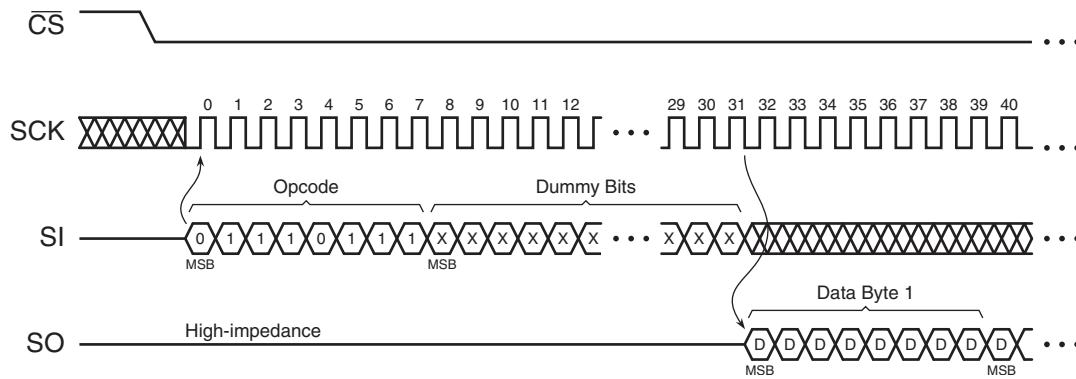 CS
• • •
0 1 2 3 4 5 6 7 8 9 10 11 12 29 30 31 32 33 34 35 36 37 38 39 40
SCK
• • •
• • •
Opcode Dummy Bits
SI
0 1 1 1 0 1 1 1 X X X X X X • • • X X X
• • •
MSB MSB
Data Byte 1
High-impedance
SO
D D D D D D D D D
• • •
MSB MSB